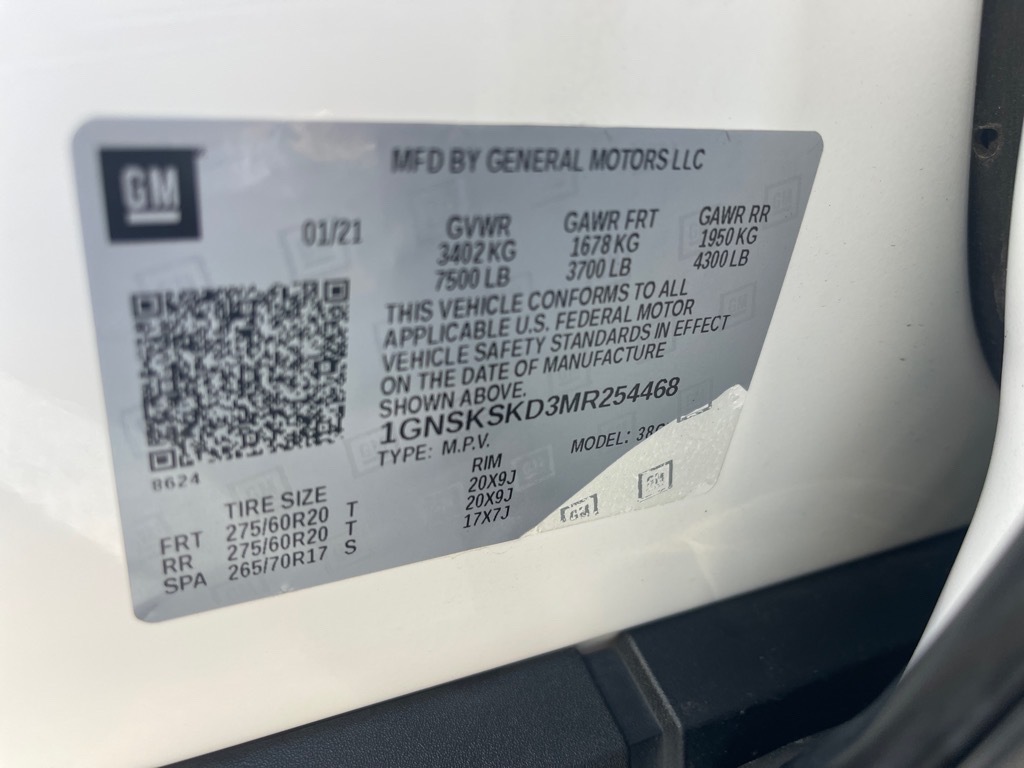 GM
MFD BY GENERAL MOTORS LLC
01/21
GVWR GAWR FRT GAWR RR
3402 KG 1678 KG 1950 KG
7500 LB 3700 LB 4300 LB
THIS VEHICLE CONFORMS TO ALL
APPLICABLE U.S. FEDERAL MOTOR
VEHICLE SAFETY STANDARDS IN EFFECT
ON THE DATE OF MANUFACTURE
SHOWN ABOVE.
1GNSKSKD3MR254468
TYPE: M.P.V. MODEL:
8624
TIRE SIZE RIM
FRT 275/60R20 T 20X9J
RR 275/60R20 T 20X9J
SPA 265/70R17 S 17X7J
GM
GM